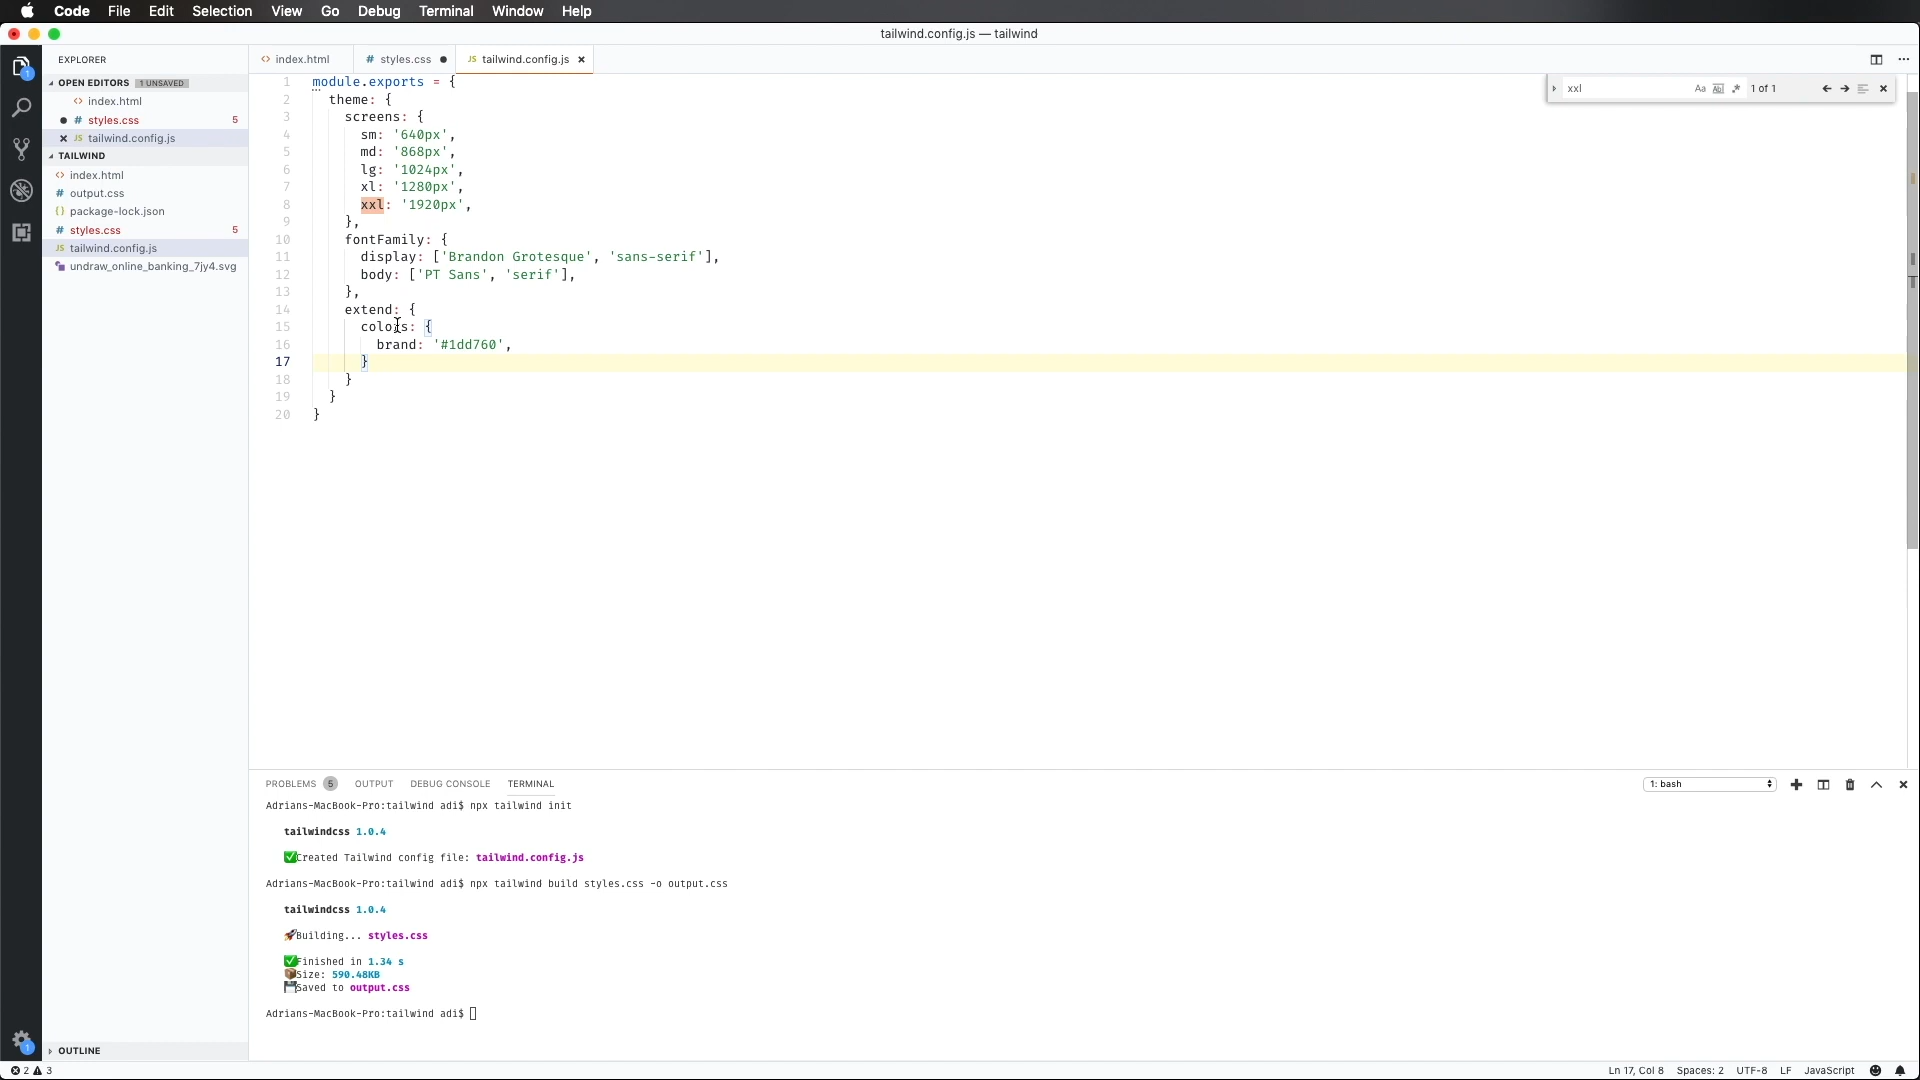 Code File Edit Selection View Go Debug Terminal Window Help
tailwind.config.js — tailwind
EXPLORER
OPEN EDITORS 1 UNSAVED
index.html
styles.css 5
JS tailwind.config.js
TAILWIND
index.html
output.css
package-lock.json
styles.css 5
JS tailwind.config.js
undraw_online_banking_7jy4.svg
OUTLINE
index.html
# styles.css
JS tailwind.config.js
xxl
Aa Abl .* 1 of 1
1 module.exports = {
2 theme: {
3 screens: {
4 sm: '640px',
5 md: '868px',
6 lg: '1024px',
7 xl: '1280px',
8 xxl: '1920px',
9 },
10 fontFamily: {
11 display: ['Brandon Grotesque', 'sans-serif'],
12 body: ['PT Sans', 'serif'],
13 },
14 extend: {
15 colors: {
16 brand: '#1dd760',
17 }
18 }
19 }
20 }
PROBLEMS 5 OUTPUT DEBUG CONSOLE TERMINAL
1: bash
Adrians-MacBook-Pro:tailwind adi$ npx tailwind init
tailwindcss 1.0.4
✅Created Tailwind config file: tailwind.config.js
Adrians-MacBook-Pro:tailwind adi$ npx tailwind build styles.css -o output.css
tailwindcss 1.0.4
🚀Building... styles.css
✅Finished in 1.34 s
📦Size: 590.48KB
💾Saved to output.css
Adrians-MacBook-Pro:tailwind adi$
2 3
Ln 17, Col 8 Spaces: 2 UTF-8 LF JavaScript